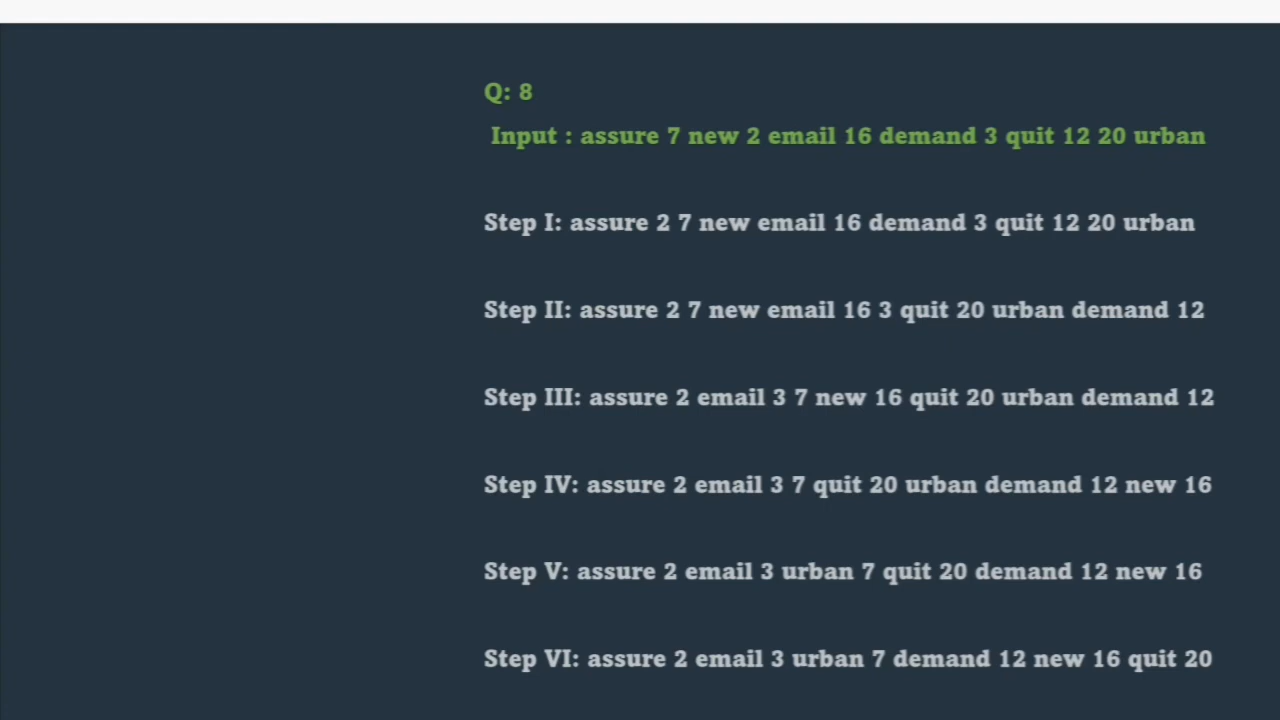 Q: 8
Input : assure 7 new 2 email 16 demand 3 quit 12 20 urban
Step I: assure 2 7 new email 16 demand 3 quit 12 20 urban
Step II: assure 2 7 new email 16 3 quit 20 urban demand 12
Step III: assure 2 email 3 7 new 16 quit 20 urban demand 12
Step IV: assure 2 email 3 7 quit 20 urban demand 12 new 16
Step V: assure 2 email 3 urban 7 quit 20 demand 12 new 16
Step VI: assure 2 email 3 urban 7 demand 12 new 16 quit 20